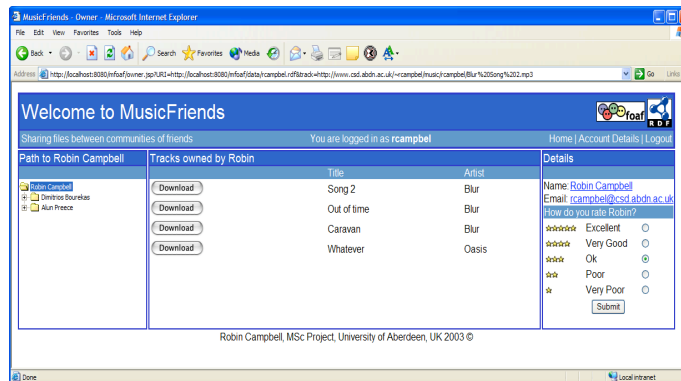 MusicFriends - Owner - Microsoft Internet Explorer
File Edit View Favorites Tools Help
Back Search Favorites Media
Address http://localhost:8080/mfoaf/owner.jsp?URI=http://localhost:8080/mfoaf/data/rcampbel.rdf&track=http://www.csd.abdn.ac.uk/~rcampbel/music/rcampbel/Blur%20Song%202.mp3 Go Links
Welcome to MusicFriends foaf RDF
Sharing files between communities of friends You are logged in as rcampbel Home | Account Details | Logout
Path to Robin Campbell Tracks owned by Robin Details
Title Artist
Robin Campbell Download Song 2 Blur Name: Robin Campbell
Dimitrios Bourekas Email: rcampbel@csd.abdn.ac.uk
Alun Preece Download Out of time Blur How do you rate Robin?
Download Caravan Blur Excellent
Download Whatever Oasis Very Good
Ok
Poor
Very Poor
Submit
Robin Campbell, MSc Project, University of Aberdeen, UK 2003 ©
Done Local intranet